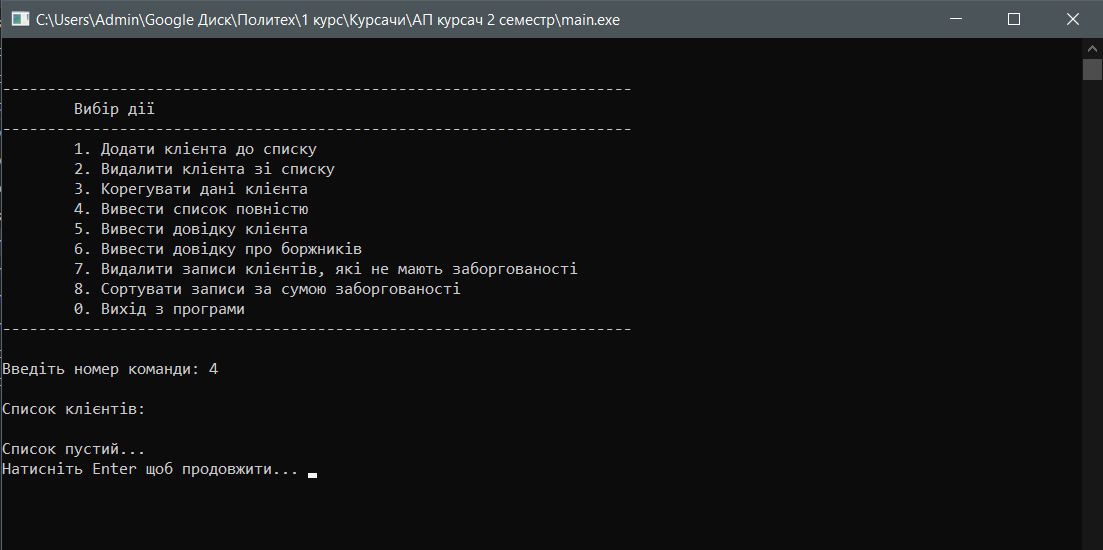 C:\Users\Admin\Google Диск\Политех\1 курс\Курсачи\АП курсач 2 семестр\main.exe
----------------------------------------------------------------------
Вибір дії
----------------------------------------------------------------------
1. Додати клієнта до списку
2. Видалити клієнта зі списку
3. Корегувати дані клієнта
4. Вивести список повністю
5. Вивести довідку клієнта
6. Вивести довідку про боржників
7. Видалити записи клієнтів, які не мають заборгованості
8. Сортувати записи за сумою заборгованості
0. Вихід з програми
----------------------------------------------------------------------
Введіть номер команди: 4
Список клієнтів:
Список пустий...
Натисніть Enter щоб продовжити...